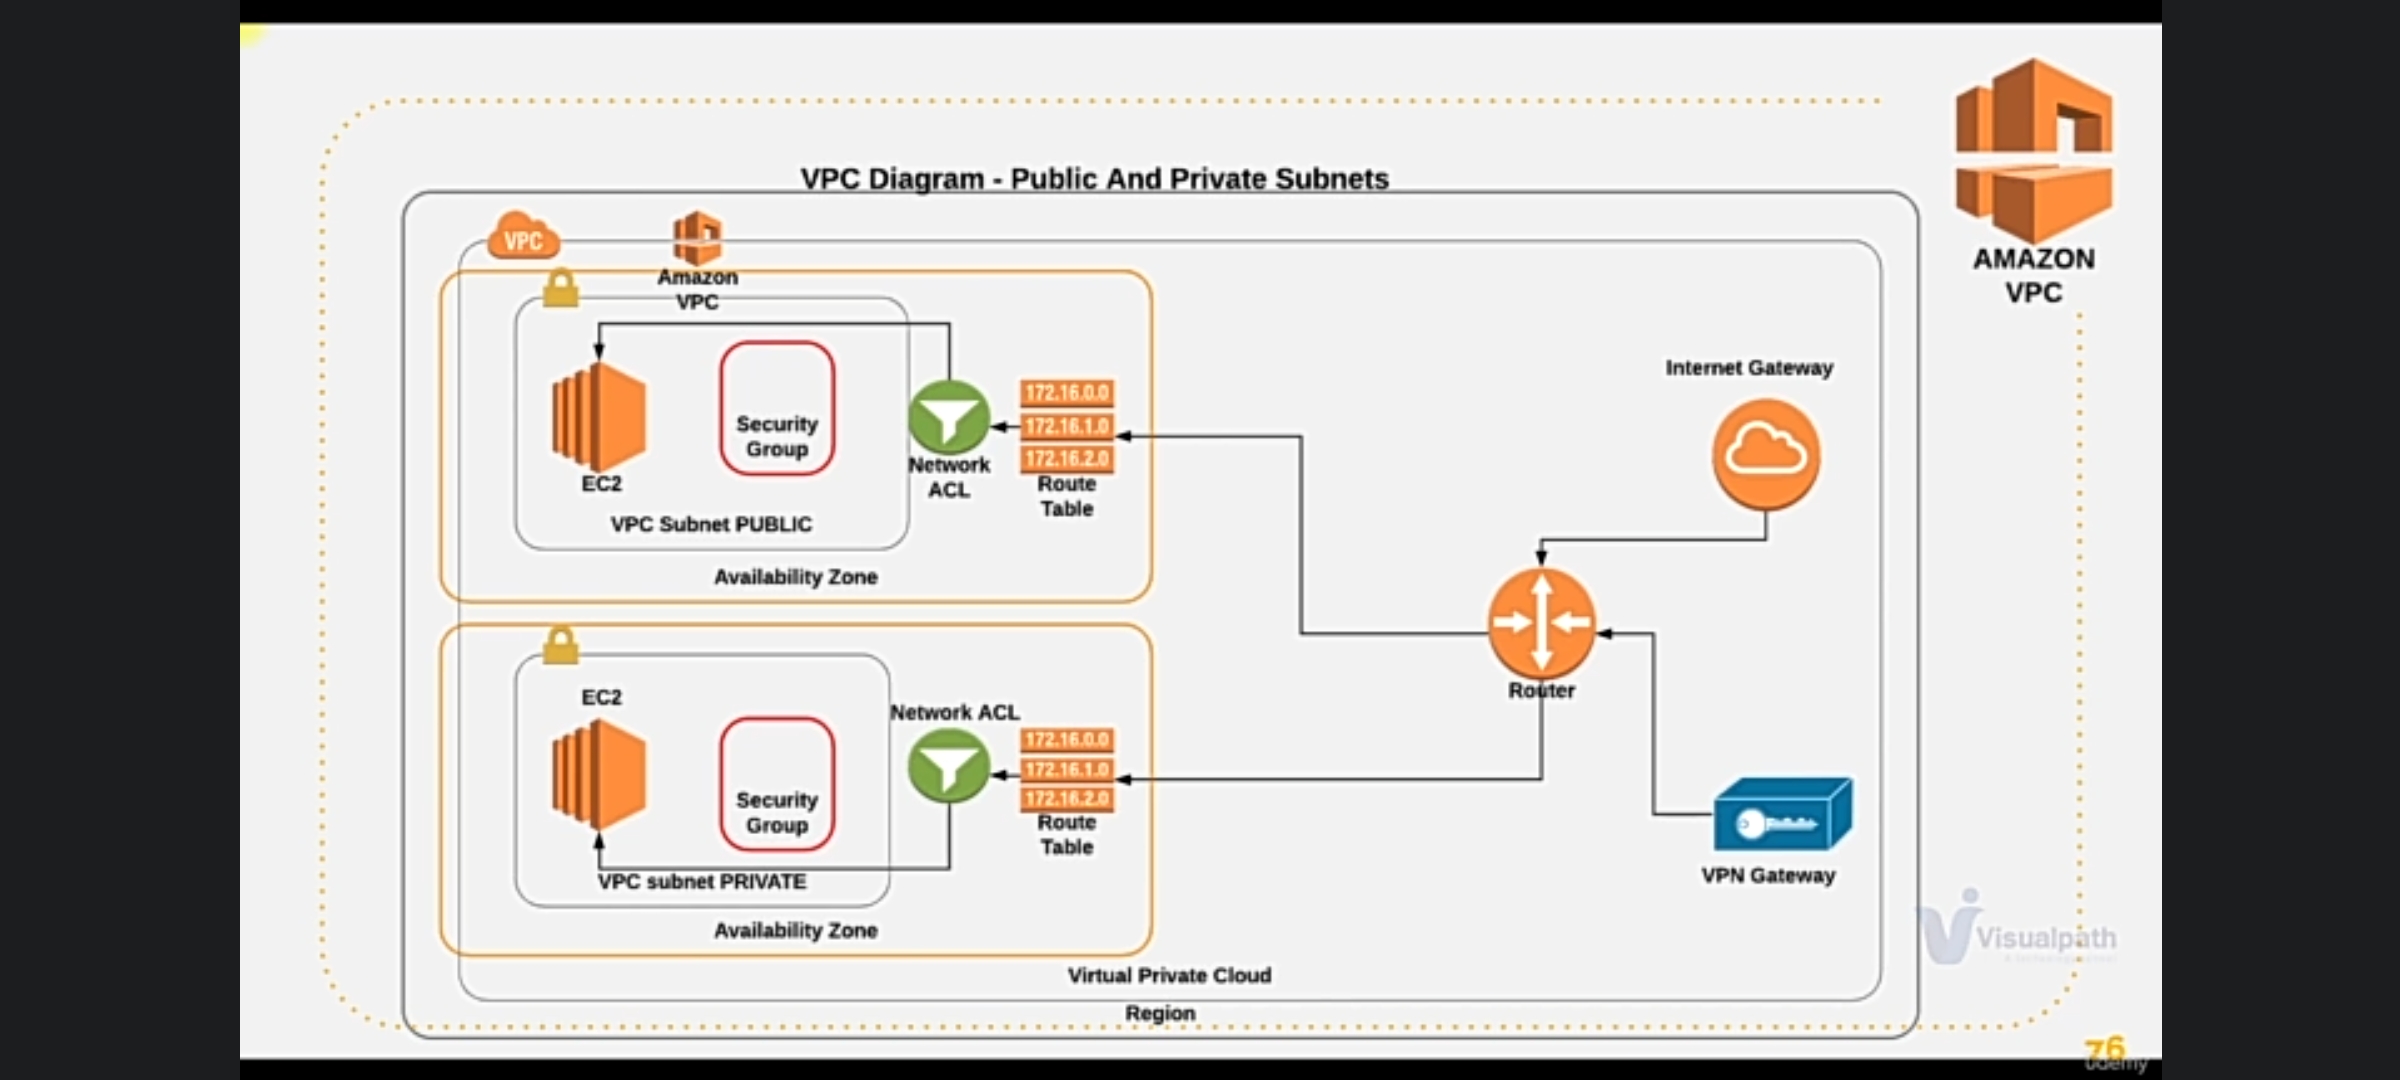 VPC Diagram - Public And Private Subnets
AMAZON
VPC
VPC
Amazon
VPC
Security
Group
EC2
VPC Subnet PUBLIC
Network
ACL
172.16.0.0
172.16.1.0
172.16.2.0
Route
Table
Availability Zone
Internet Gateway
Router
EC2
Security
Group
VPC subnet PRIVATE
Network ACL
172.16.0.0
172.16.1.0
172.16.2.0
Route
Table
Availability Zone
VPN Gateway
Virtual Private Cloud
Region
Visualpath
76
udemy